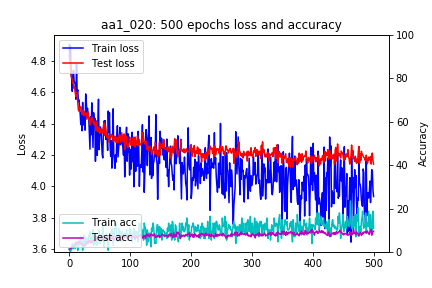 aa1_020: 500 epochs loss and accuracy
Train loss
Test loss
Train acc
Test acc
Loss
Accuracy
4.8
4.6
4.4
4.2
4.0
3.8
3.6
100
80
60
40
20
0
0 100 200 300 400 500